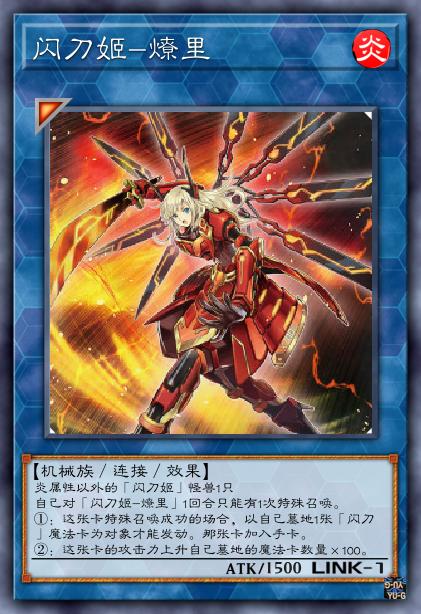 闪刀姬-燎里
炎
【机械族/连接/效果】
炎属性以外的「闪刀姬」怪兽1只
自己对「闪刀姬-燎里」1回合只能有1次特殊召唤。
①：这张卡特殊召唤成功的场合，以自己墓地1张「闪刀」
魔法卡为对象才能发动。那张卡加入手卡。
②：这张卡的攻击力上升自己墓地的魔法卡数量×100。
ATK/1500 LINK-1